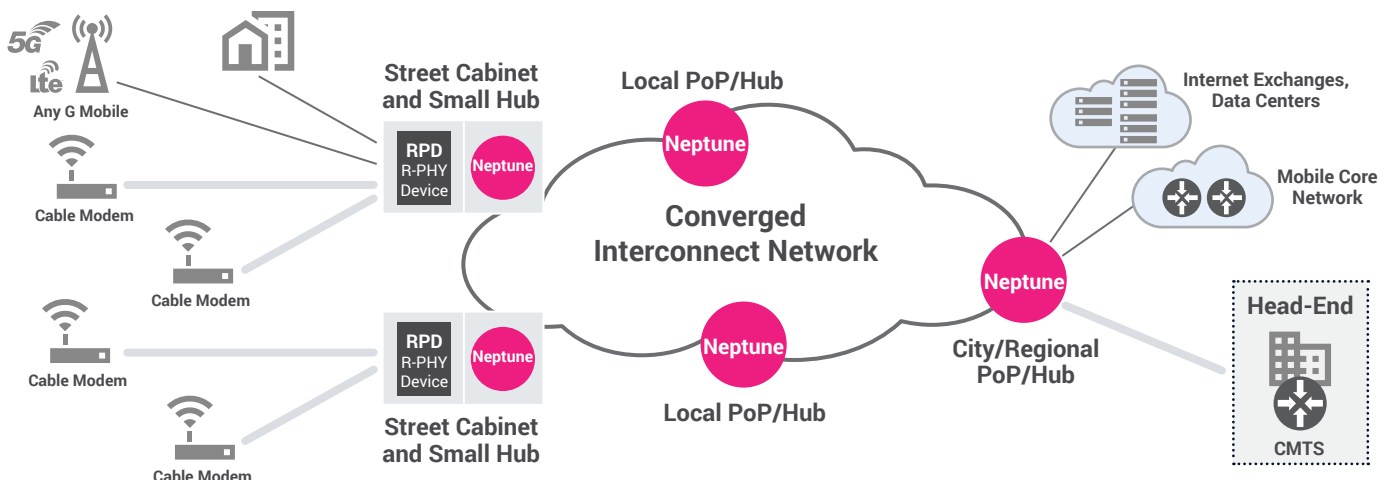 5G
lte
Any G Mobile
Street Cabinet
and Small Hub
RPD
R-PHY
Device
Neptune
Cable Modem
Cable Modem
Local PoP/Hub
Neptune
Converged
Interconnect Network
Internet Exchanges,
Data Centers
Mobile Core
Network
Neptune
City/Regional
PoP/Hub
Head-End
CMTS
Cable Modem
RPD
R-PHY
Device
Neptune
Street Cabinet
and Small Hub
Cable Modem
Neptune
Local PoP/Hub